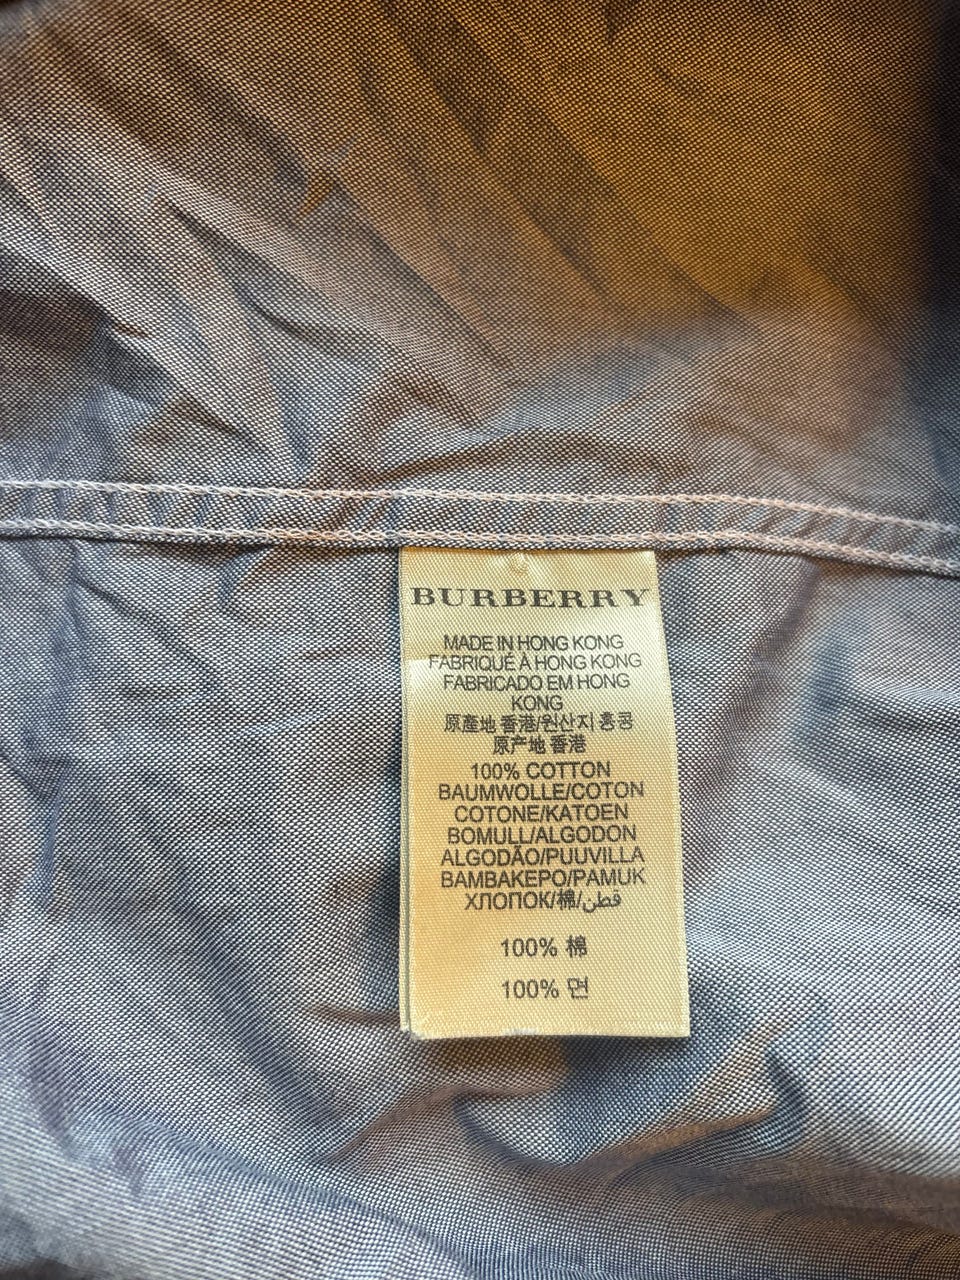 BURBERRY
MADE IN HONG KONG
FABRIQUÉ À HONG KONG
FABRICADO EM HONG
KONG
原產地 香港/원산지 홍콩
原产地 香港
100% COTTON
BAUMWOLLE/COTON
COTONE/KATOEN
BOMULL/ALGODON
ALGODÃO/PUUVILLA
BAMBAKEPO/PAMUK
ХЛОПОК/棉/قطن
100% 棉
100% 면